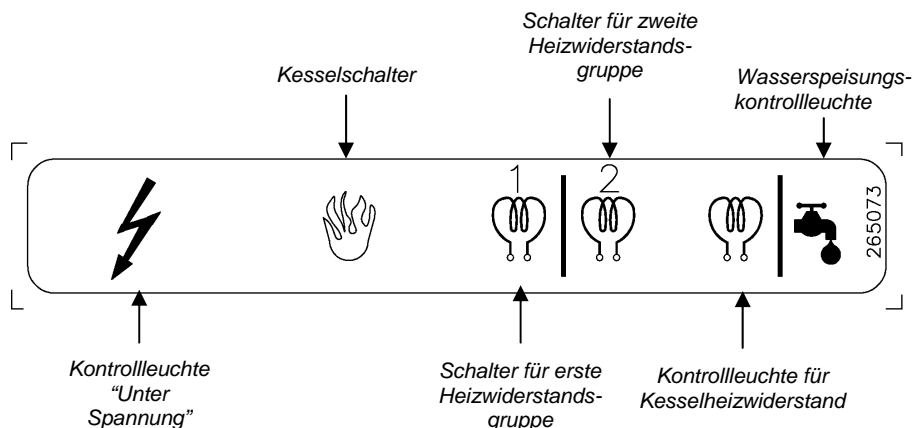 Schalter für zweite
Heizwiderstands-
gruppe
Kesselschalter
Wasserspeisungs-
kontrollleuchte
1
2
265073
Kontrollleuchte
“Unter
Spannung”
Schalter für erste
Heizwiderstands-
gruppe
Kontrollleuchte für
Kesselheizwiderstand